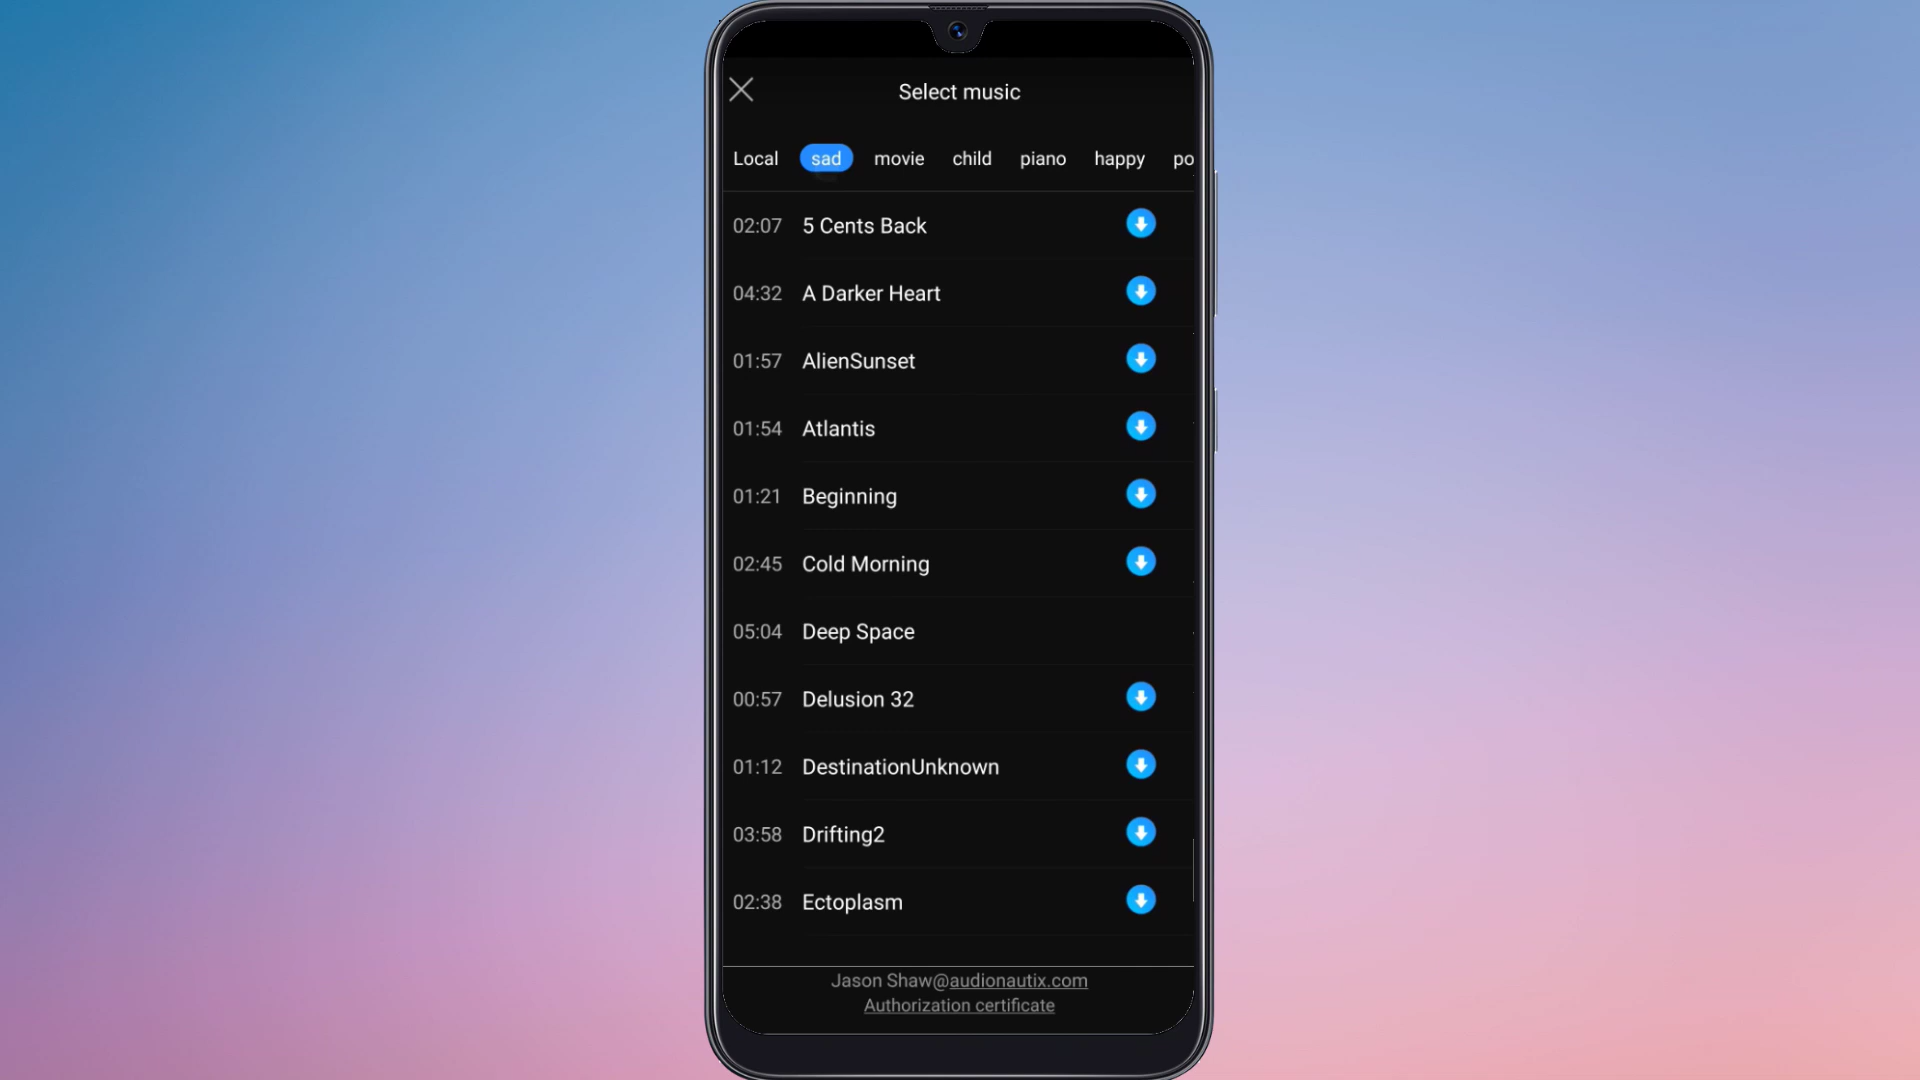 Select music
Local sad movie child piano happy po
02:07 5 Cents Back
04:32 A Darker Heart
01:57 AlienSunset
01:54 Atlantis
01:21 Beginning
02:45 Cold Morning
05:04 Deep Space
00:57 Delusion 32
01:12 DestinationUnknown
03:58 Drifting2
02:38 Ectoplasm
Jason Shaw@audionautix.com
Authorization certificate